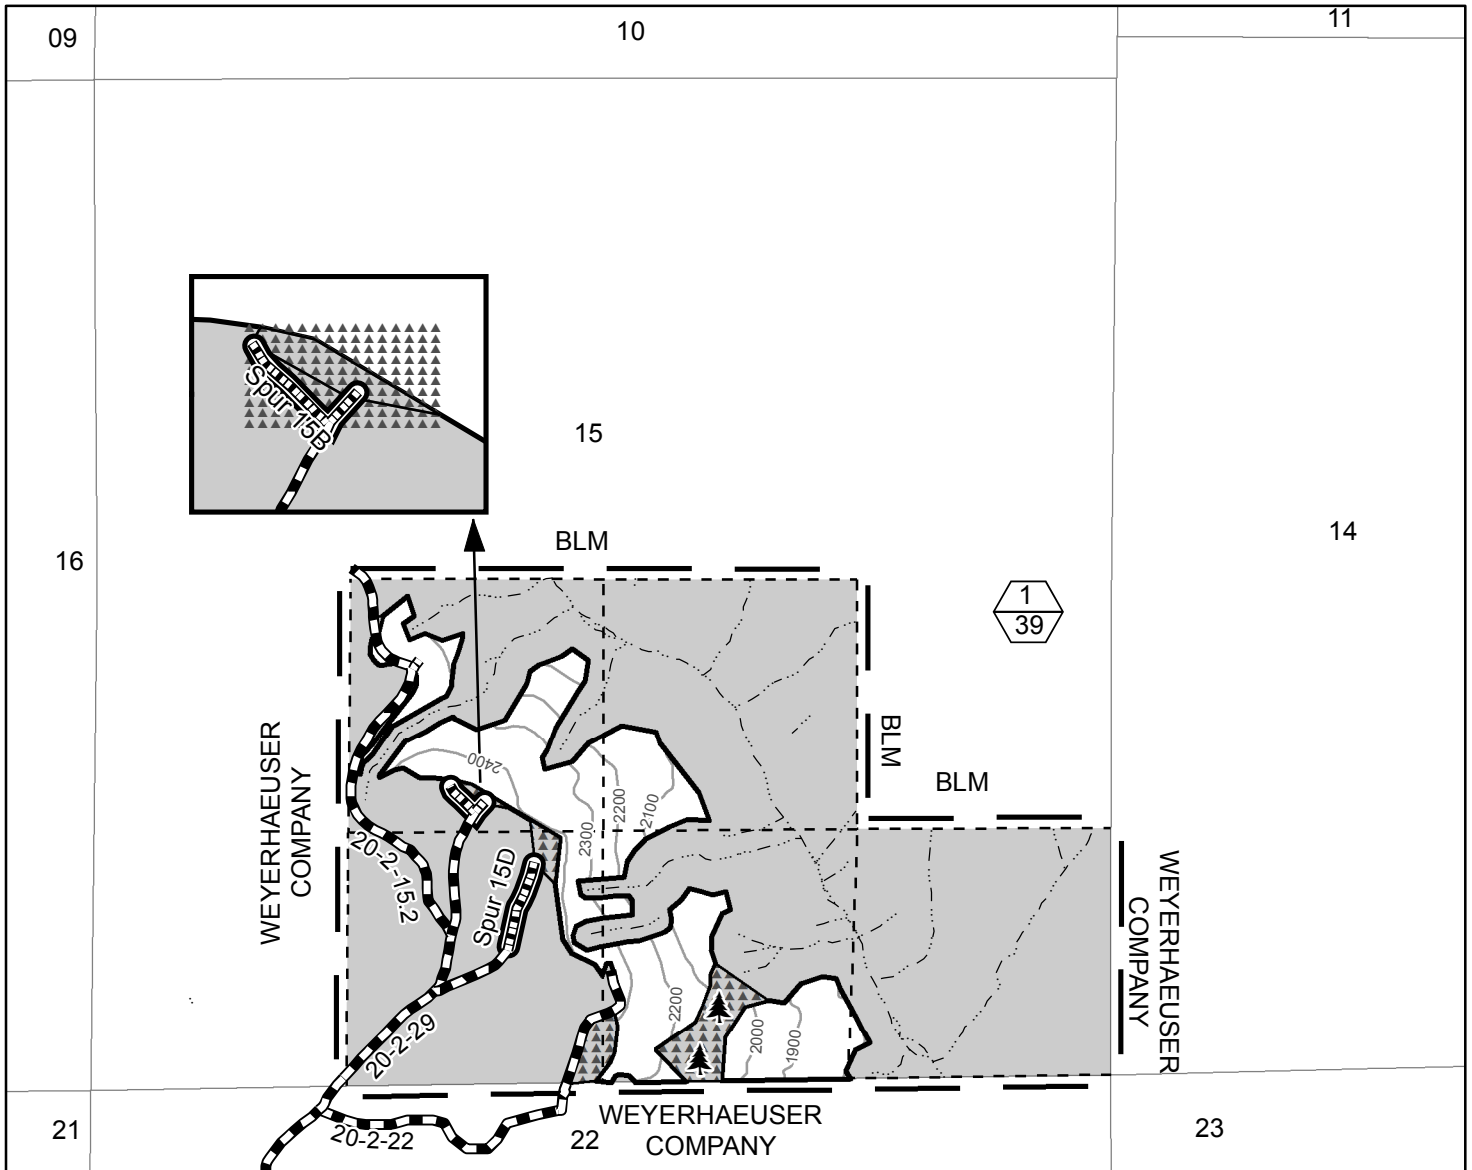 09
10
11
Spur 15B
15
14
16
BLM
1
39
WEYERHAEUSER
COMPANY
BLM
BLM
2400
2300
2200
2100
20-2-15.2
Spur 15D
WEYERHAEUSER
COMPANY
2200
2000
1900
20-2-29
20-2-22
WEYERHAEUSER
COMPANY
21
22
23